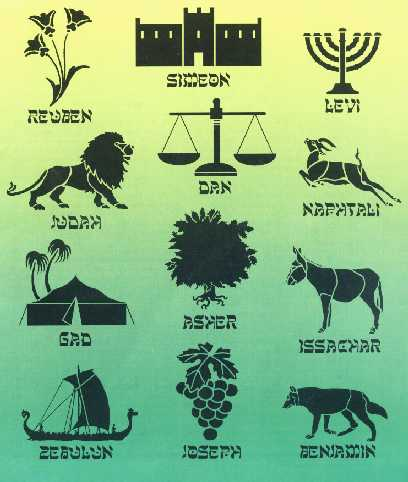 REUBEN
SIMEON
LEVI
JUDAH
DAN
NAPHTALI
GAD
ASHER
ISSACHAR
ZEBULUN
JOSEPH
BENJAMIN